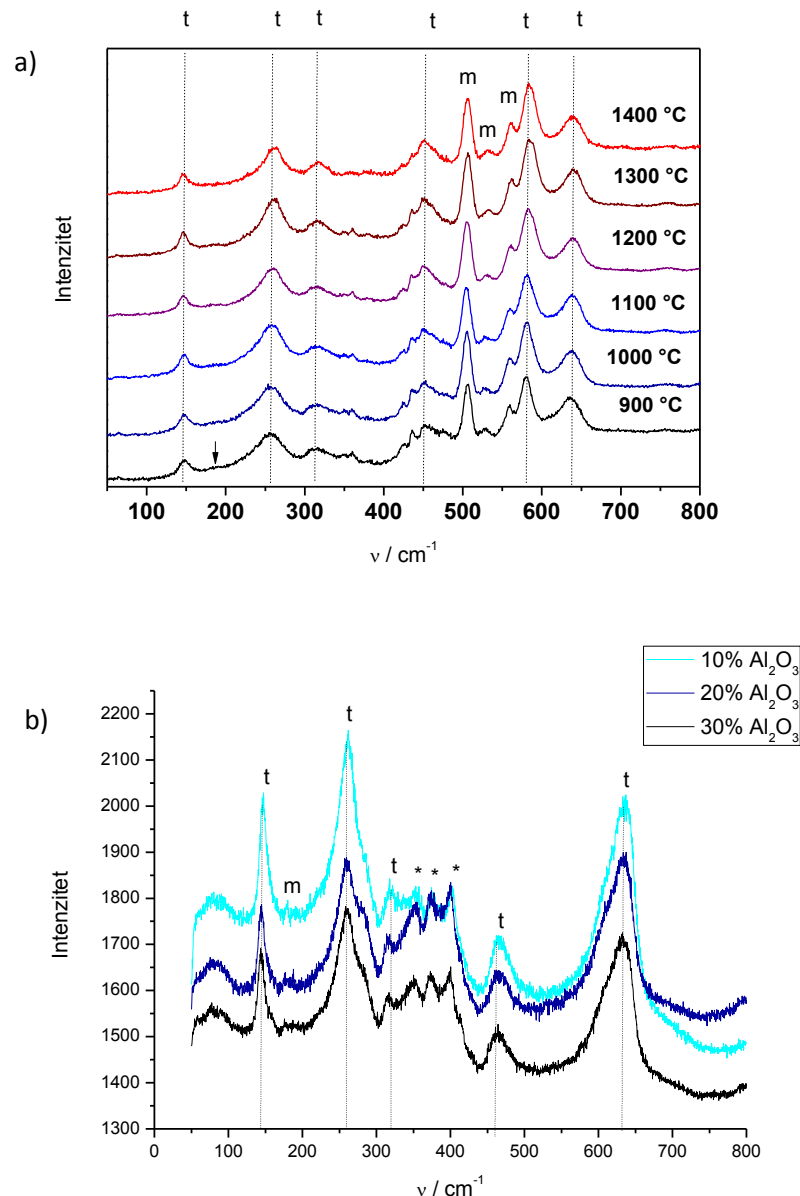 t t t t t t
a)
m
m
m
1400 °C
1300 °C
1200 °C
1100 °C
1000 °C
900 °C
Intenzitet
100 200 300 400 500 600 700 800
ν / cm⁻¹
10% Al₂O₃
20% Al₂O₃
30% Al₂O₃
b)
2200
2100
2000
1900
1800
1700
1600
1500
1400
1300
Intenzitet
t
t
m
t
*
*
*
t
t
0 100 200 300 400 500 600 700 800
ν / cm⁻¹